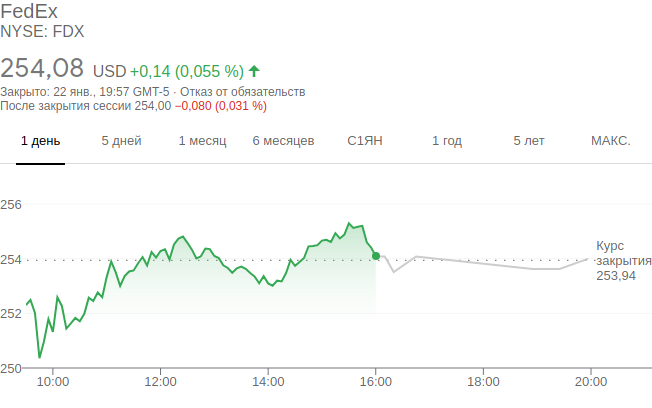 FedEx
NYSE: FDX
254,08 USD +0,14 (0,055 %)
Закрыто: 22 янв., 19:57 GMT-5 · Отказ от обязательств
После закрытия сессии 254,00 −0,080 (0,031 %)
1 день 5 дней 1 месяц 6 месяцев С1ЯН 1 год 5 лет МАКС.
256
254
252
250
Курс
закрытия
253,94
10:00 12:00 14:00 16:00 18:00 20:00